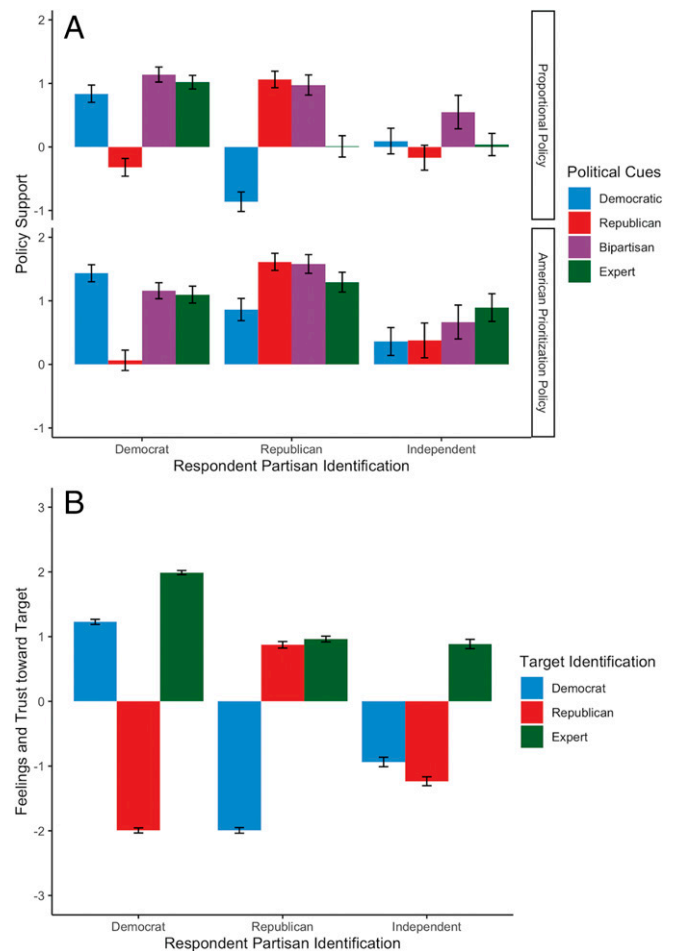 A
Policy Support
2
1
0
-1
2
1
0
-1
Proportional Policy
American Prioritization Policy
Democrat
Republican
Independent
Respondent Partisan Identification
Political Cues
Democratic
Republican
Bipartisan
Expert
B
Feelings and Trust toward Target
3
2
1
0
-1
-2
-3
Democrat
Republican
Independent
Respondent Partisan Identification
Target Identification
Democrat
Republican
Expert